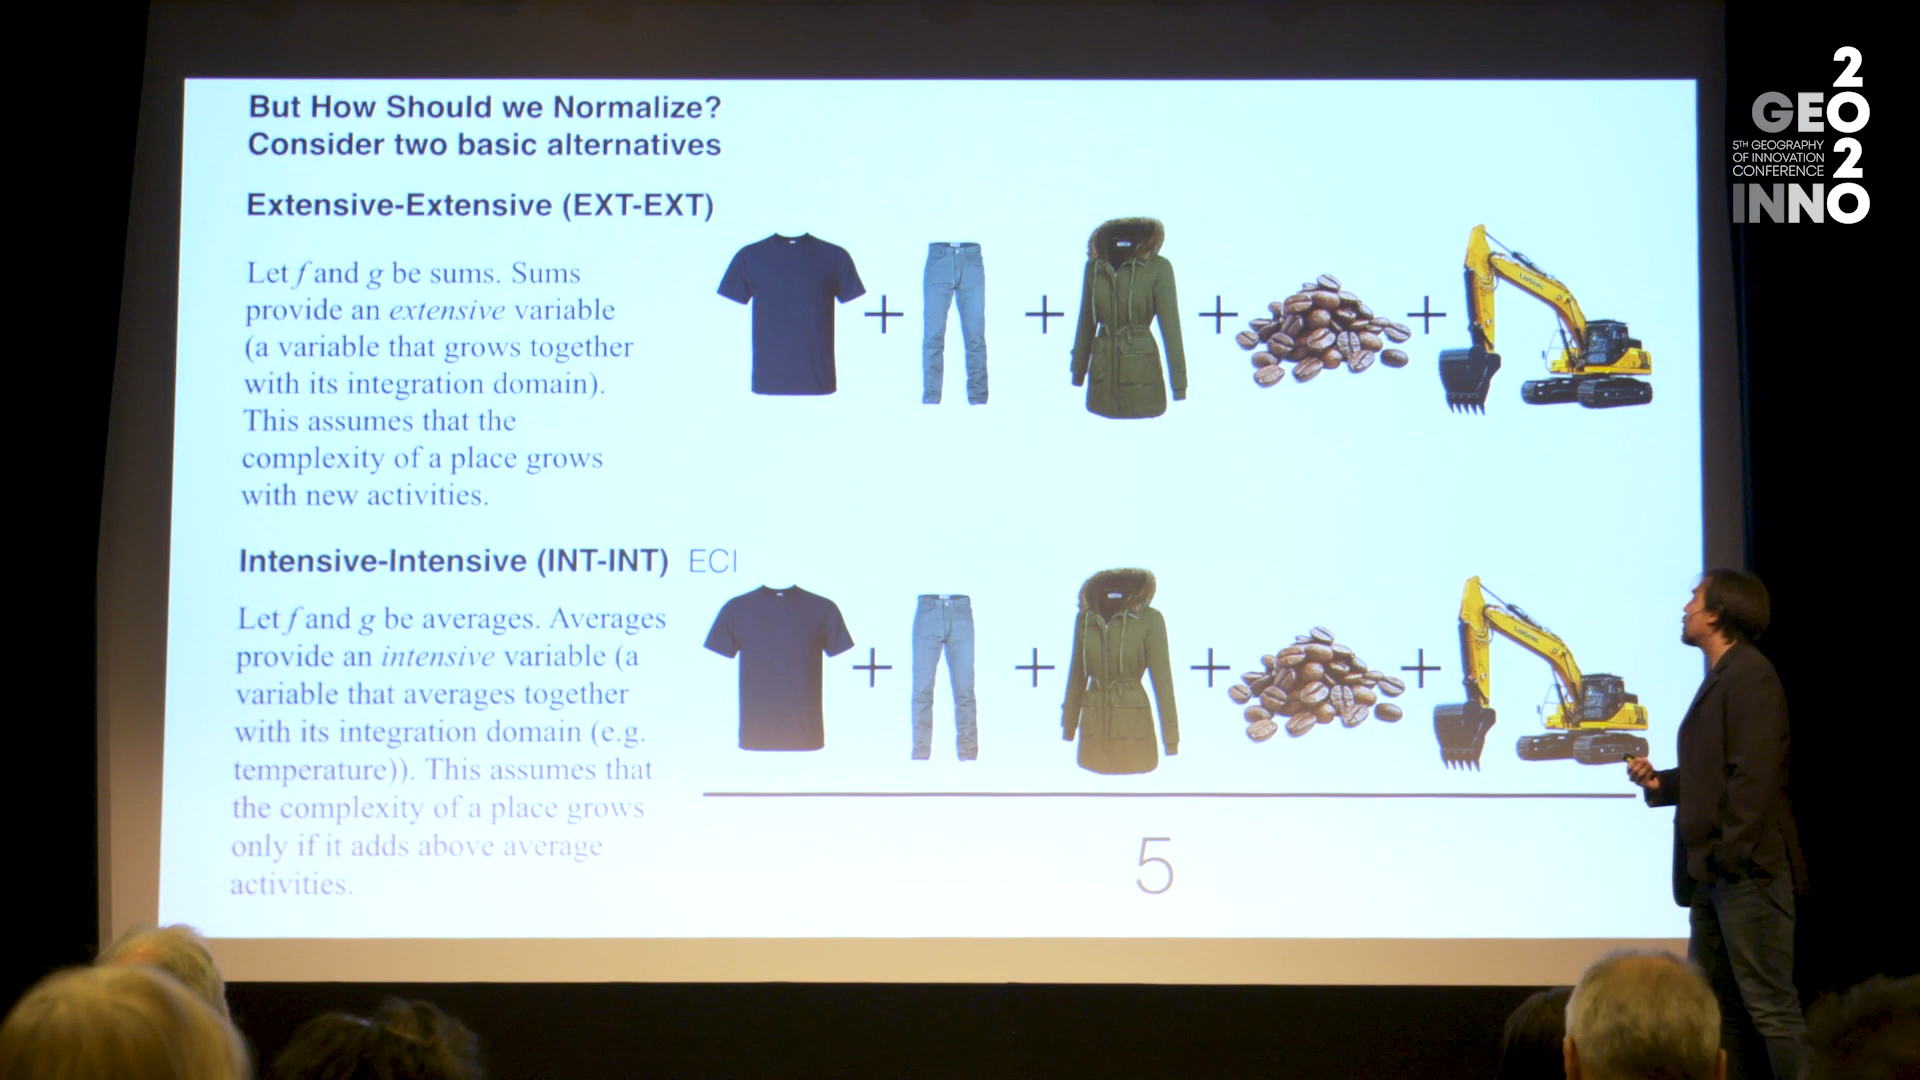 But How Should we Normalize?
Consider two basic alternatives
Extensive-Extensive (EXT-EXT)
Let f and g be sums. Sums
provide an extensive variable
(a variable that grows together
with its integration domain).
This assumes that the
complexity of a place grows
with new activities.
+ + + +
Intensive-Intensive (INT-INT) ECI
Let f and g be averages. Averages
provide an intensive variable (a
variable that averages together
with its integration domain (e.g.
temperature)). This assumes that
the complexity of a place grows
only if it adds above average
activities.
+ + + +
5
2
GEO
5TH GEOGRAPHY
OF INNOVATION
CONFERENCE
2
INNO